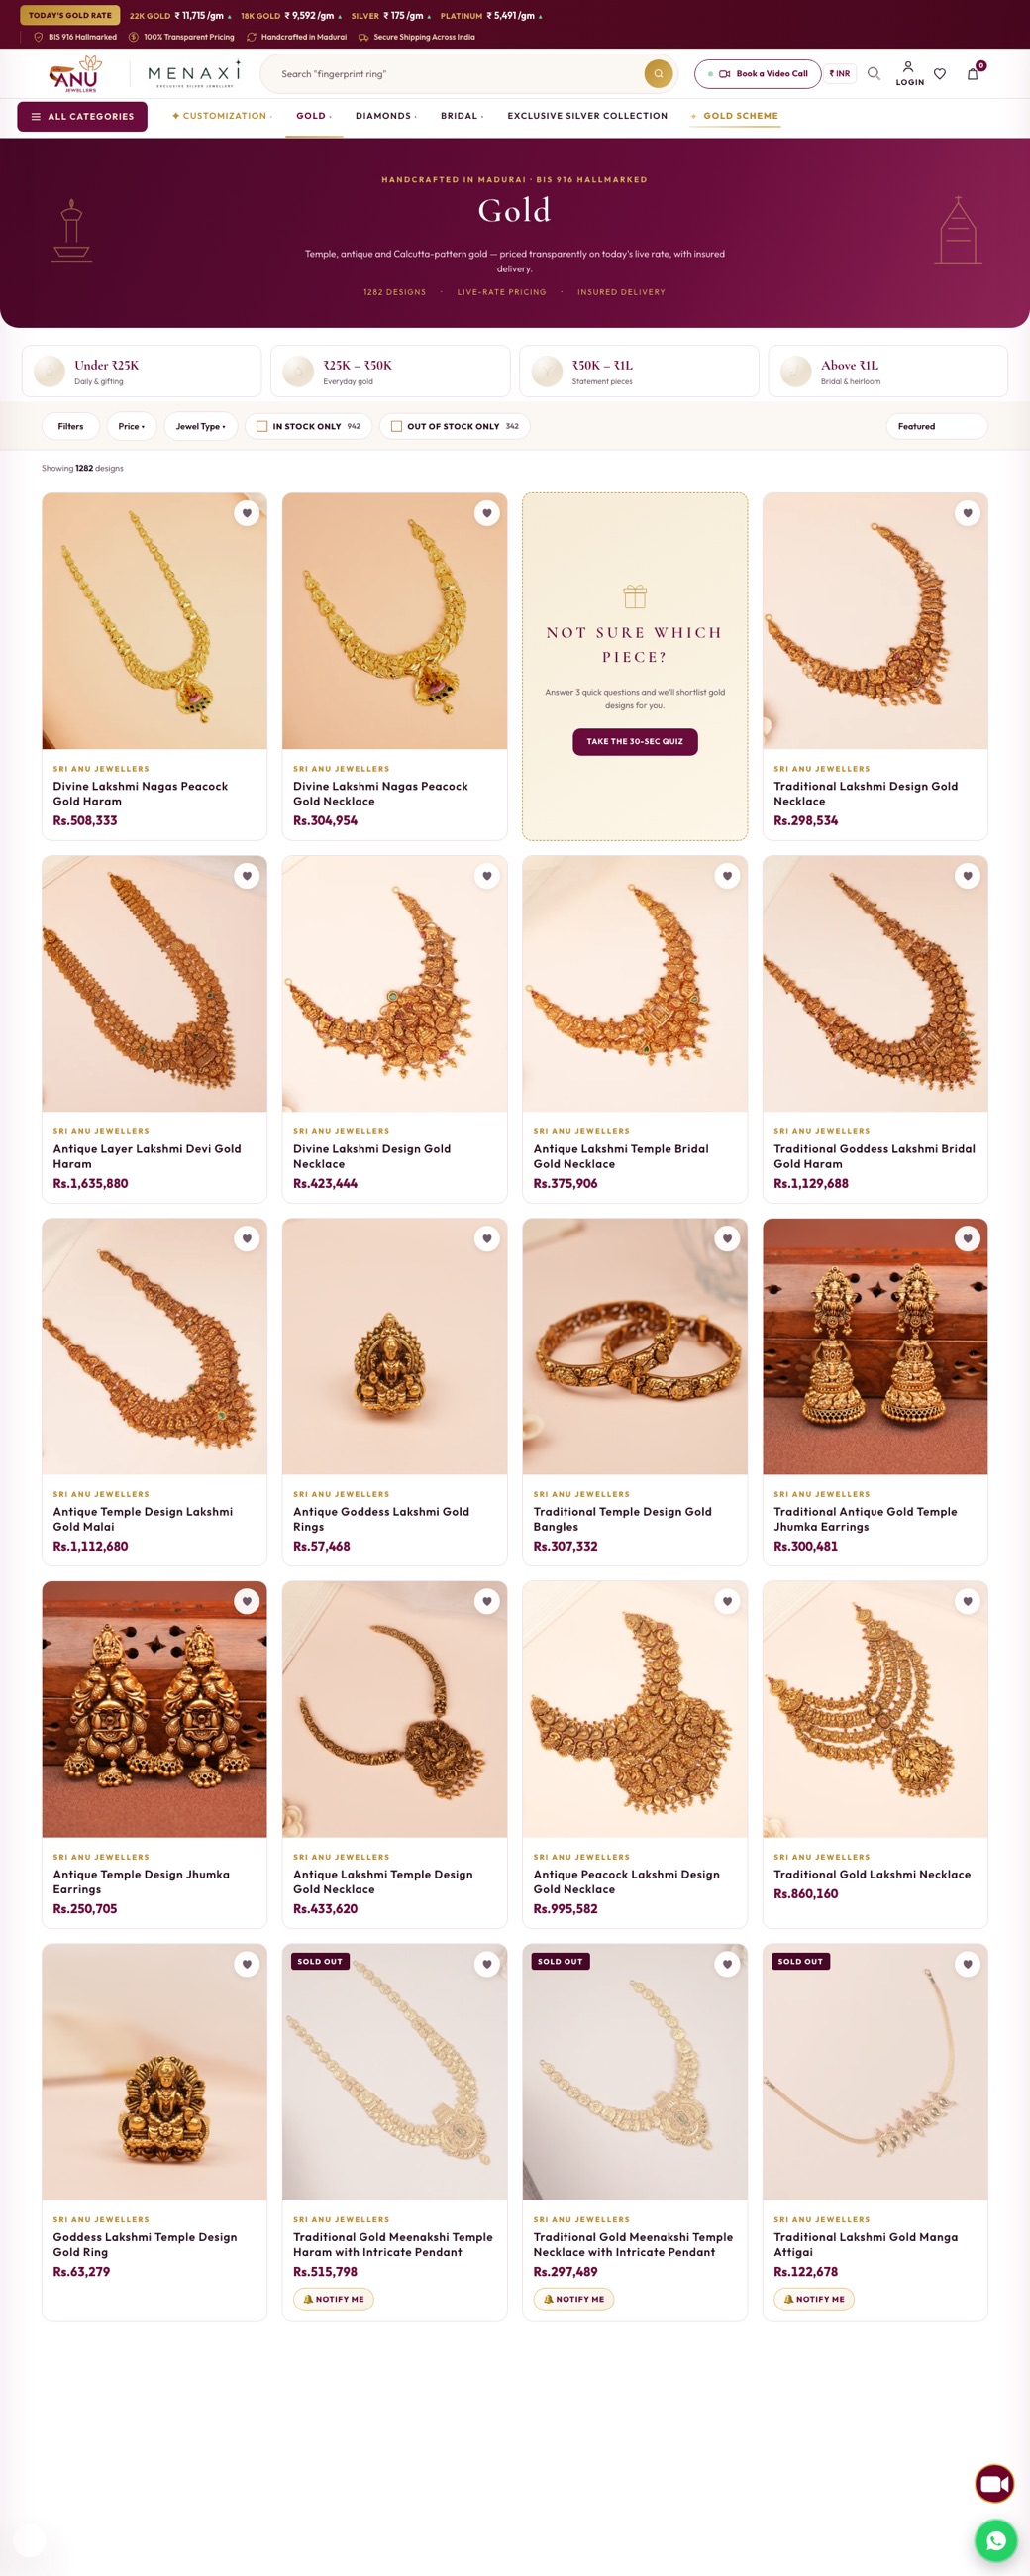 TODAY'S GOLD RATE 22K GOLD ₹ 11,715 /gm ▲ 18K GOLD ₹ 9,592 /gm ▲ SILVER ₹ 175 /gm ▲ PLATINUM ₹ 5,491 /gm ▲
BIS 916 Hallmarked 100% Transparent Pricing Handcrafted in Madurai Secure Shipping Across India
ANU
JEWELLERS
MENAXI
EXCLUSIVE SILVER JEWELLERY
Search "fingerprint ring"
Book a Video Call
₹ INR
LOGIN
0
ALL CATEGORIES
CUSTOMIZATION
GOLD
DIAMONDS
BRIDAL
EXCLUSIVE SILVER COLLECTION
GOLD SCHEME
HANDCRAFTED IN MADURAI • BIS 916 HALLMARKED
Gold
Temple, antique and Calcutta-pattern gold — priced transparently on today's live rate, with insured
delivery.
1282 DESIGNS • LIVE-RATE PRICING • INSURED DELIVERY
Under ₹25K
Daily & gifting
₹25K – ₹50K
Everyday gold
₹50K – ₹1L
Statement pieces
Above ₹1L
Bridal & heirloom
Filters
Price
Jewel Type
IN STOCK ONLY 942
OUT OF STOCK ONLY 342
Featured
Showing 1282 designs
SRI ANU JEWELLERS
Divine Lakshmi Nagas Peacock
Gold Haram
Rs.508,333
SRI ANU JEWELLERS
Divine Lakshmi Nagas Peacock
Gold Necklace
Rs.304,954
NOT SURE WHICH
PIECE?
Answer 3 quick questions and we'll shortlist gold
designs for you.
TAKE THE 30-SEC QUIZ
SRI ANU JEWELLERS
Traditional Lakshmi Design Gold
Necklace
Rs.298,534
SRI ANU JEWELLERS
Antique Layer Lakshmi Devi Gold
Haram
Rs.1,635,880
SRI ANU JEWELLERS
Divine Lakshmi Design Gold
Necklace
Rs.423,444
SRI ANU JEWELLERS
Antique Lakshmi Temple Bridal
Gold Necklace
Rs.375,906
SRI ANU JEWELLERS
Traditional Goddess Lakshmi Bridal
Gold Haram
Rs.1,129,688
SRI ANU JEWELLERS
Antique Temple Design Lakshmi
Gold Malai
Rs.1,112,680
SRI ANU JEWELLERS
Antique Goddess Lakshmi Gold
Rings
Rs.57,468
SRI ANU JEWELLERS
Traditional Temple Design Gold
Bangles
Rs.307,332
SRI ANU JEWELLERS
Traditional Antique Gold Temple
Jhumka Earrings
Rs.300,481
SRI ANU JEWELLERS
Antique Temple Design Jhumka
Earrings
Rs.250,705
SRI ANU JEWELLERS
Antique Lakshmi Temple Design
Gold Necklace
Rs.433,620
SRI ANU JEWELLERS
Antique Peacock Lakshmi Design
Gold Necklace
Rs.995,582
SRI ANU JEWELLERS
Traditional Gold Lakshmi Necklace
Rs.860,160
SRI ANU JEWELLERS
Goddess Lakshmi Temple Design
Gold Ring
Rs.63,279
SOLD OUT
SRI ANU JEWELLERS
Traditional Gold Meenakshi Temple
Haram with Intricate Pendant
Rs.515,798
NOTIFY ME
SOLD OUT
SRI ANU JEWELLERS
Traditional Gold Meenakshi Temple
Necklace with Intricate Pendant
Rs.297,489
NOTIFY ME
SOLD OUT
SRI ANU JEWELLERS
Traditional Lakshmi Gold Manga
Attigai
Rs.122,678
NOTIFY ME